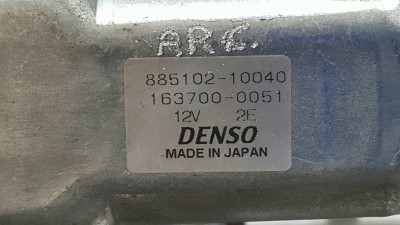 ARC.
885102-10040
163700-0051
12V 2E
DENSO
MADE IN JAPAN